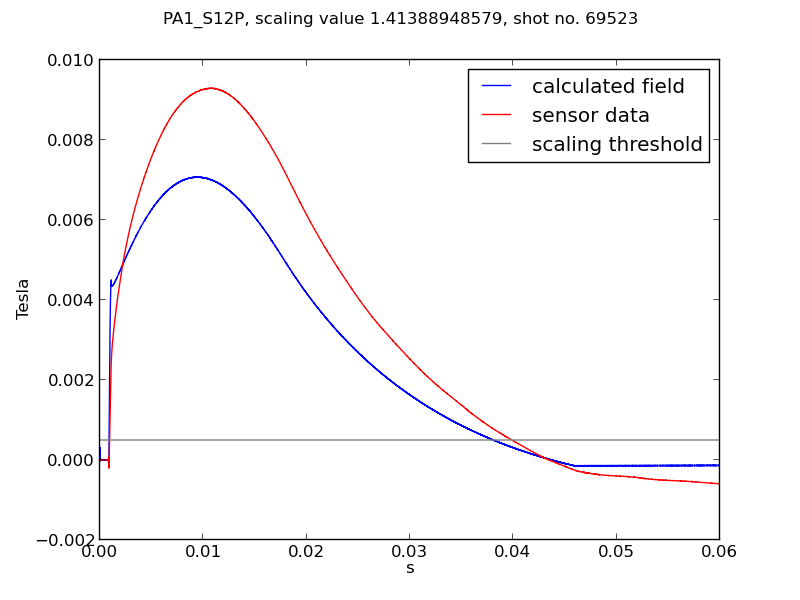 PA1_S12P, scaling value 1.41388948579, shot no. 69523
calculated field
sensor data
scaling threshold
Tesla
0.010
0.008
0.006
0.004
0.002
0.000
−0.002
0.00 0.01 0.02 0.03 0.04 0.05 0.06
s